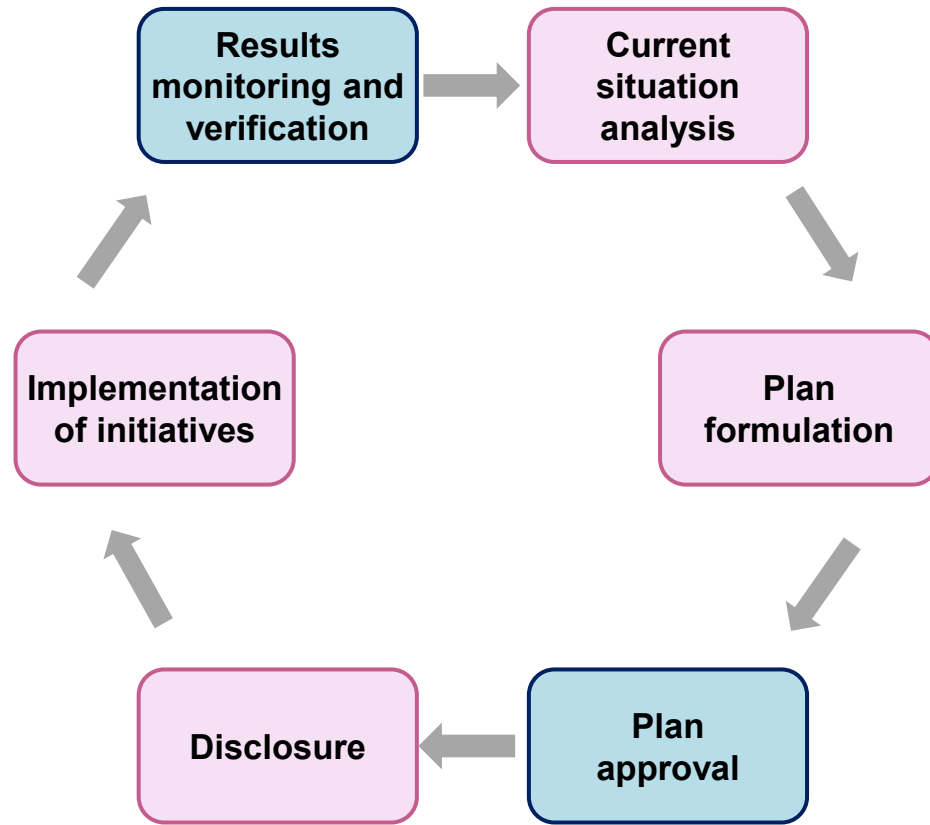 Results
monitoring and
verification
Current
situation
analysis
Implementation
of initiatives
Plan
formulation
Disclosure
Plan
approval